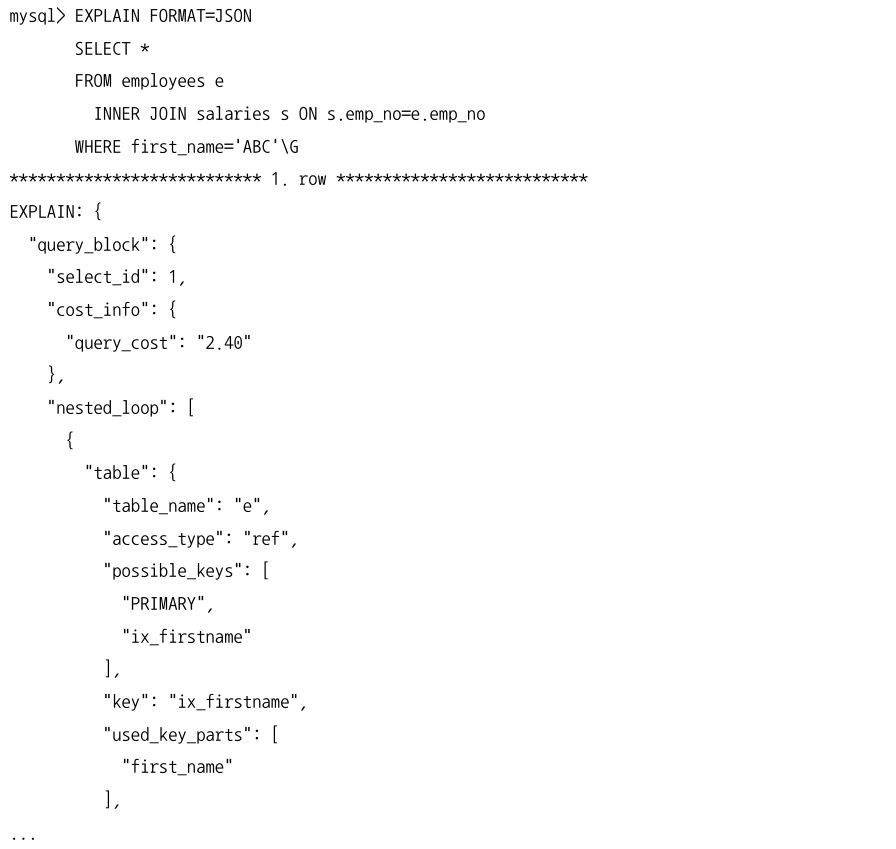 mysql> EXPLAIN FORMAT=JSON
       SELECT *
       FROM employees e
         INNER JOIN salaries s ON s.emp_no=e.emp_no
       WHERE first_name='ABC'\G
*************************** 1. row ***************************
EXPLAIN: {
  "query_block": {
    "select_id": 1,
    "cost_info": {
      "query_cost": "2.40"
    },
    "nested_loop": [
      {
        "table": {
          "table_name": "e",
          "access_type": "ref",
          "possible_keys": [
            "PRIMARY",
            "ix_firstname"
          ],
          "key": "ix_firstname",
          "used_key_parts": [
            "first_name"
          ],
...